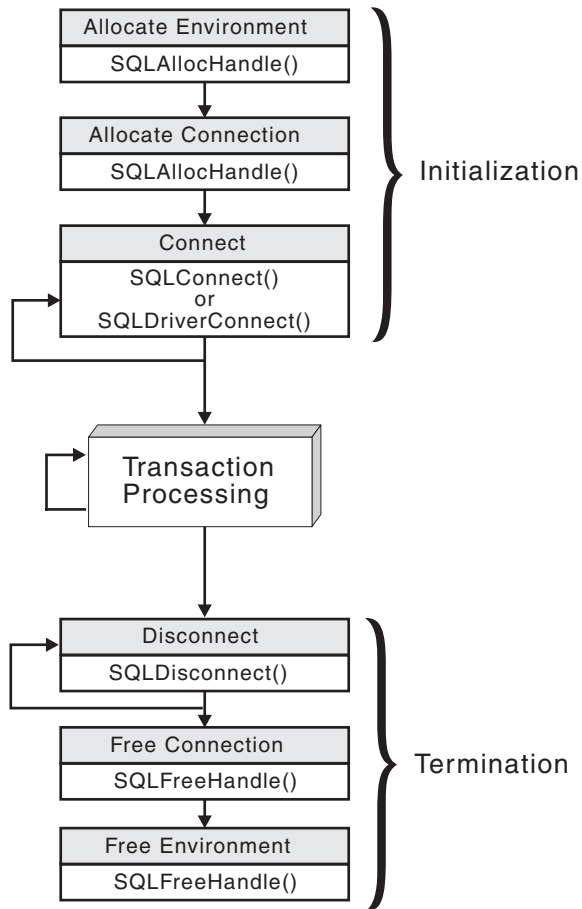 Allocate Environment
SQLAllocHandle()
Allocate Connection
SQLAllocHandle()
Initialization
Connect
SQLConnect()
or
SQLDriverConnect()
Transaction
Processing
Disconnect
SQLDisconnect()
Free Connection
SQLFreeHandle()
Termination
Free Environment
SQLFreeHandle()